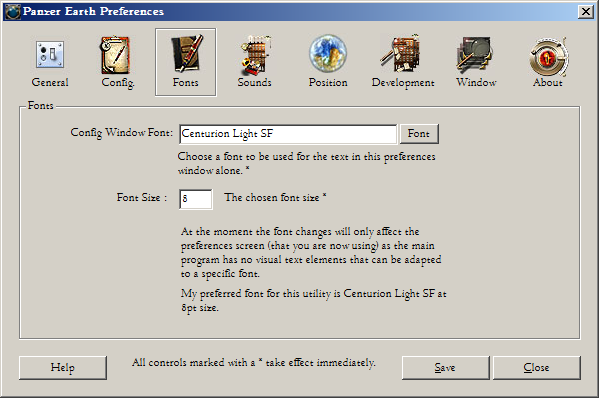 Panzer Earth Preferences
General Config. Fonts Sounds Position Development Window About
Fonts
Config Window Font: Centurion Light SF Font
Choose a font to be used for the text in this preferences
window alone. *
Font Size : 8 The chosen font size *
At the moment the font changes will only affect the
preferences screen (that you are now using) as the main
program has no visual text elements that can be adapted
to a specific font.
My preferred font for this utility is Centurion Light SF at
8pt size.
Help All controls marked with a * take effect immediately. Save Close